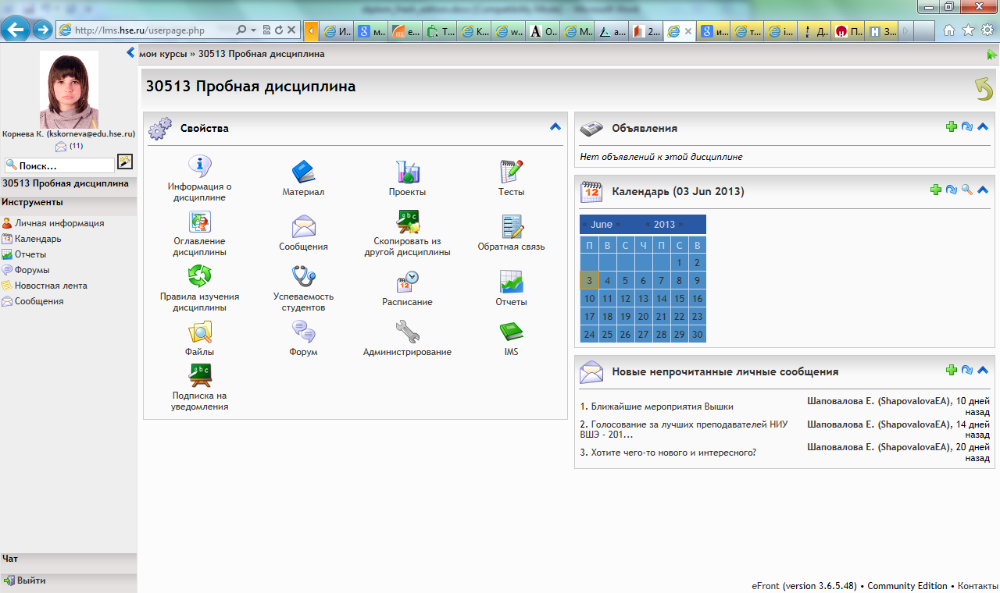 http://lms.hse.ru/userpage.php
И...
м...
e...
T...
K...
w...
О...
М...
a...
2...
и...
т...
i...
Д...
П...
З...
мои курсы » 30513 Пробная дисциплина
30513 Пробная дисциплина
Корнева К. (kskorneva@edu.hse.ru)
(11)
Поиск...
30513 Пробная дисциплина
Инструменты
Личная информация
Календарь
Отчеты
Форумы
Новостная лента
Сообщения
Чат
Выйти
Свойства
Информация о
дисциплине
Материал
Проекты
Тесты
Оглавление
дисциплины
Сообщения
Скопировать из
другой дисциплины
Обратная связь
Правила изучения
дисциплины
Успеваемость
студентов
Расписание
Отчеты
Файлы
Форум
Администрирование
IMS
Подписка на
уведомления
Объявления
Нет объявлений к этой дисциплине
Календарь (03 Jun 2013)
« June » « 2013 »
П В С Ч П С В
1 2
3 4 5 6 7 8 9
10 11 12 13 14 15 16
17 18 19 20 21 22 23
24 25 26 27 28 29 30
Новые непрочитанные личные сообщения
1. Ближайшие мероприятия Вышки
Шаповалова Е. (ShapovalovaEA), 10 дней
назад
2. Голосование за лучших преподавателей НИУ
ВШЭ - 201...
Шаповалова Е. (ShapovalovaEA), 14 дней
назад
3. Хотите чего-то нового и интересного?
Шаповалова Е. (ShapovalovaEA), 20 дней
назад
eFront (version 3.6.5.48) • Community Edition • Контакты